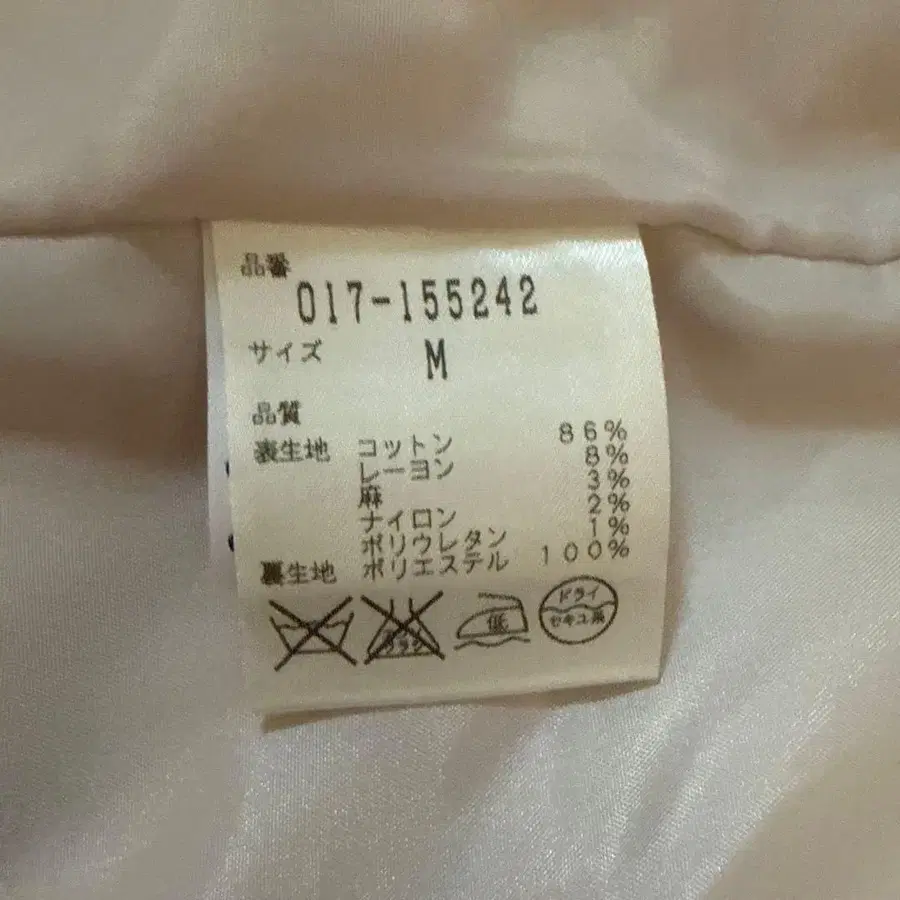 品番
017-155242
サイズ M
品質
表生地 コットン 86%
レーヨン 8%
麻 3%
ナイロン 2%
ポリウレタン 1%
裏生地 ポリエステル 100%
低
ドライ
セキユ系